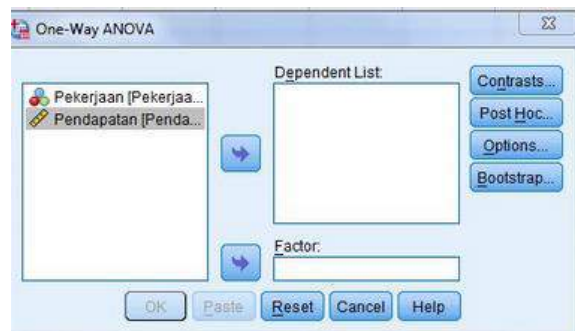 One-Way ANOVA
Pekerjaan [Pekerjaa...
Pendapatan [Penda...
Dependent List:
Factor:
Contrasts...
Post Hoc...
Options...
Bootstrap...
OK
Paste
Reset
Cancel
Help